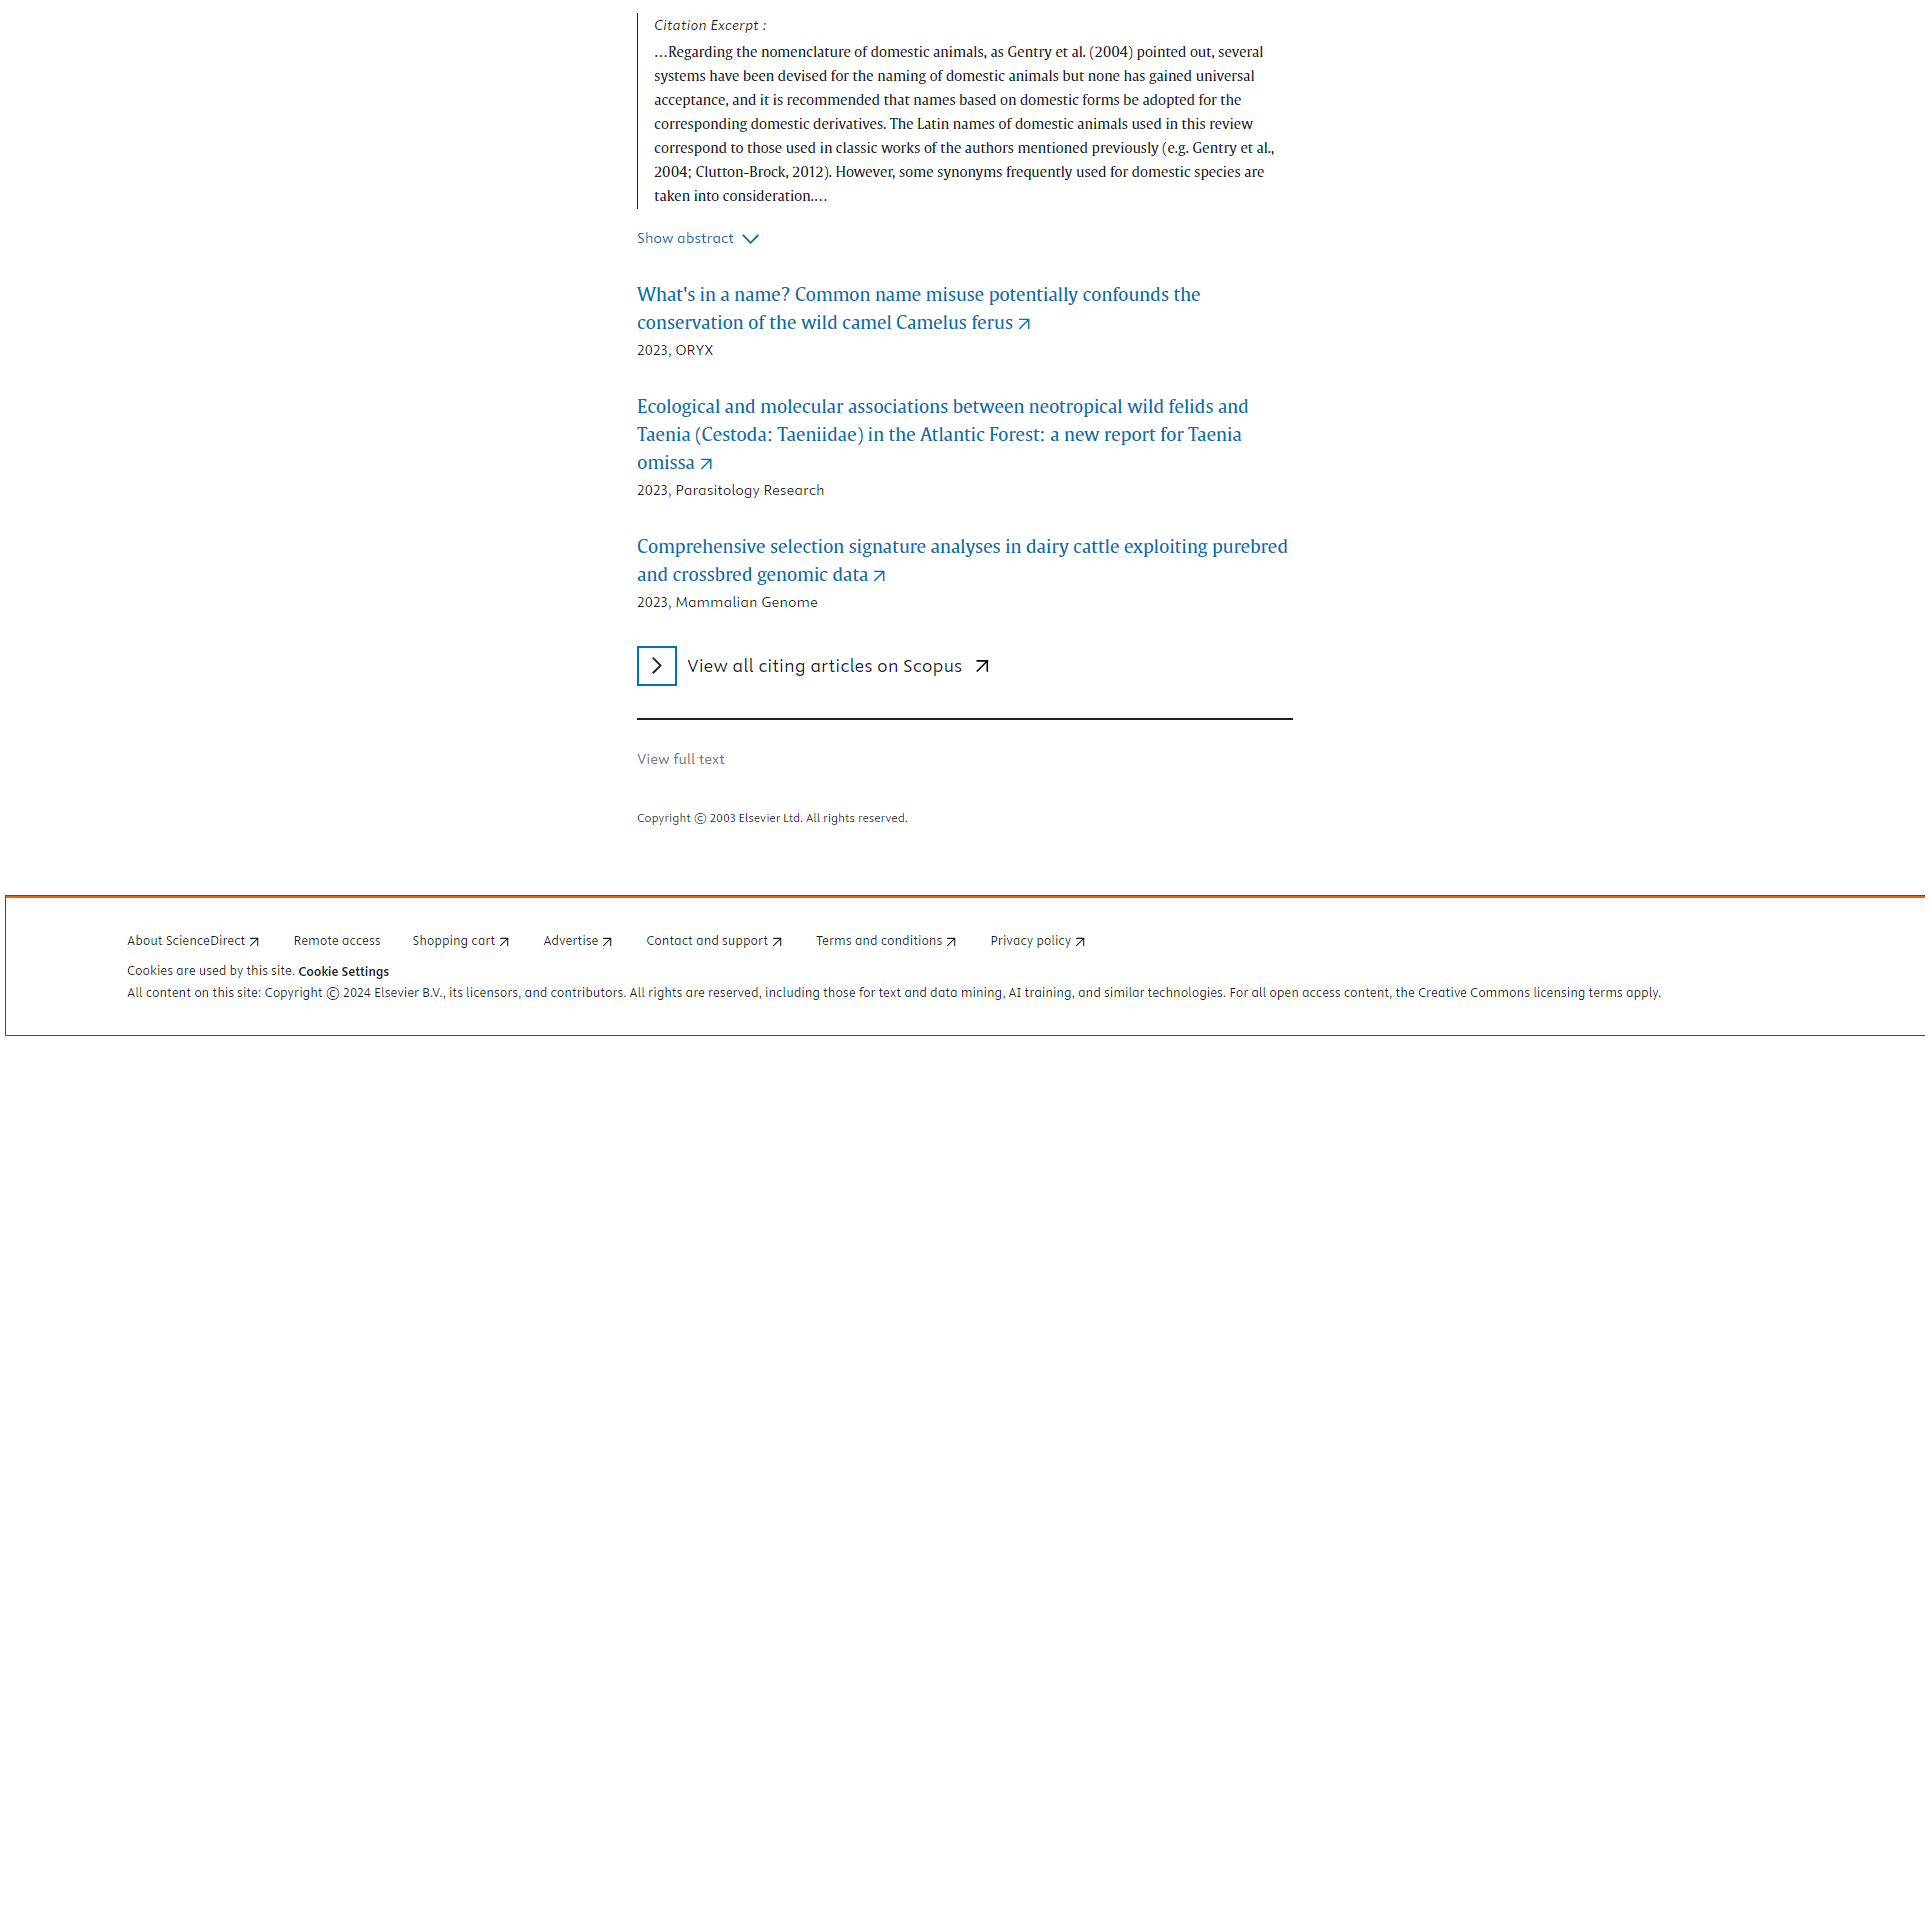 Citation Excerpt :
…Regarding the nomenclature of domestic animals, as Gentry et al. (2004) pointed out, several
systems have been devised for the naming of domestic animals but none has gained universal
acceptance, and it is recommended that names based on domestic forms be adopted for the
corresponding domestic derivatives. The Latin names of domestic animals used in this review
correspond to those used in classic works of the authors mentioned previously (e.g. Gentry et al.,
2004; Clutton-Brock, 2012). However, some synonyms frequently used for domestic species are
taken into consideration.…
Show abstract
What's in a name? Common name misuse potentially confounds the
conservation of the wild camel Camelus ferus
2023, ORYX
Ecological and molecular associations between neotropical wild felids and
Taenia (Cestoda: Taeniidae) in the Atlantic Forest: a new report for Taenia
omissa
2023, Parasitology Research
Comprehensive selection signature analyses in dairy cattle exploiting purebred
and crossbred genomic data
2023, Mammalian Genome
View all citing articles on Scopus
View full text
Copyright © 2003 Elsevier Ltd. All rights reserved.
About ScienceDirect Remote access Shopping cart Advertise Contact and support Terms and conditions Privacy policy
Cookies are used by this site. Cookie Settings
All content on this site: Copyright © 2024 Elsevier B.V., its licensors, and contributors. All rights are reserved, including those for text and data mining, AI training, and similar technologies. For all open access content, the Creative Commons licensing terms apply.